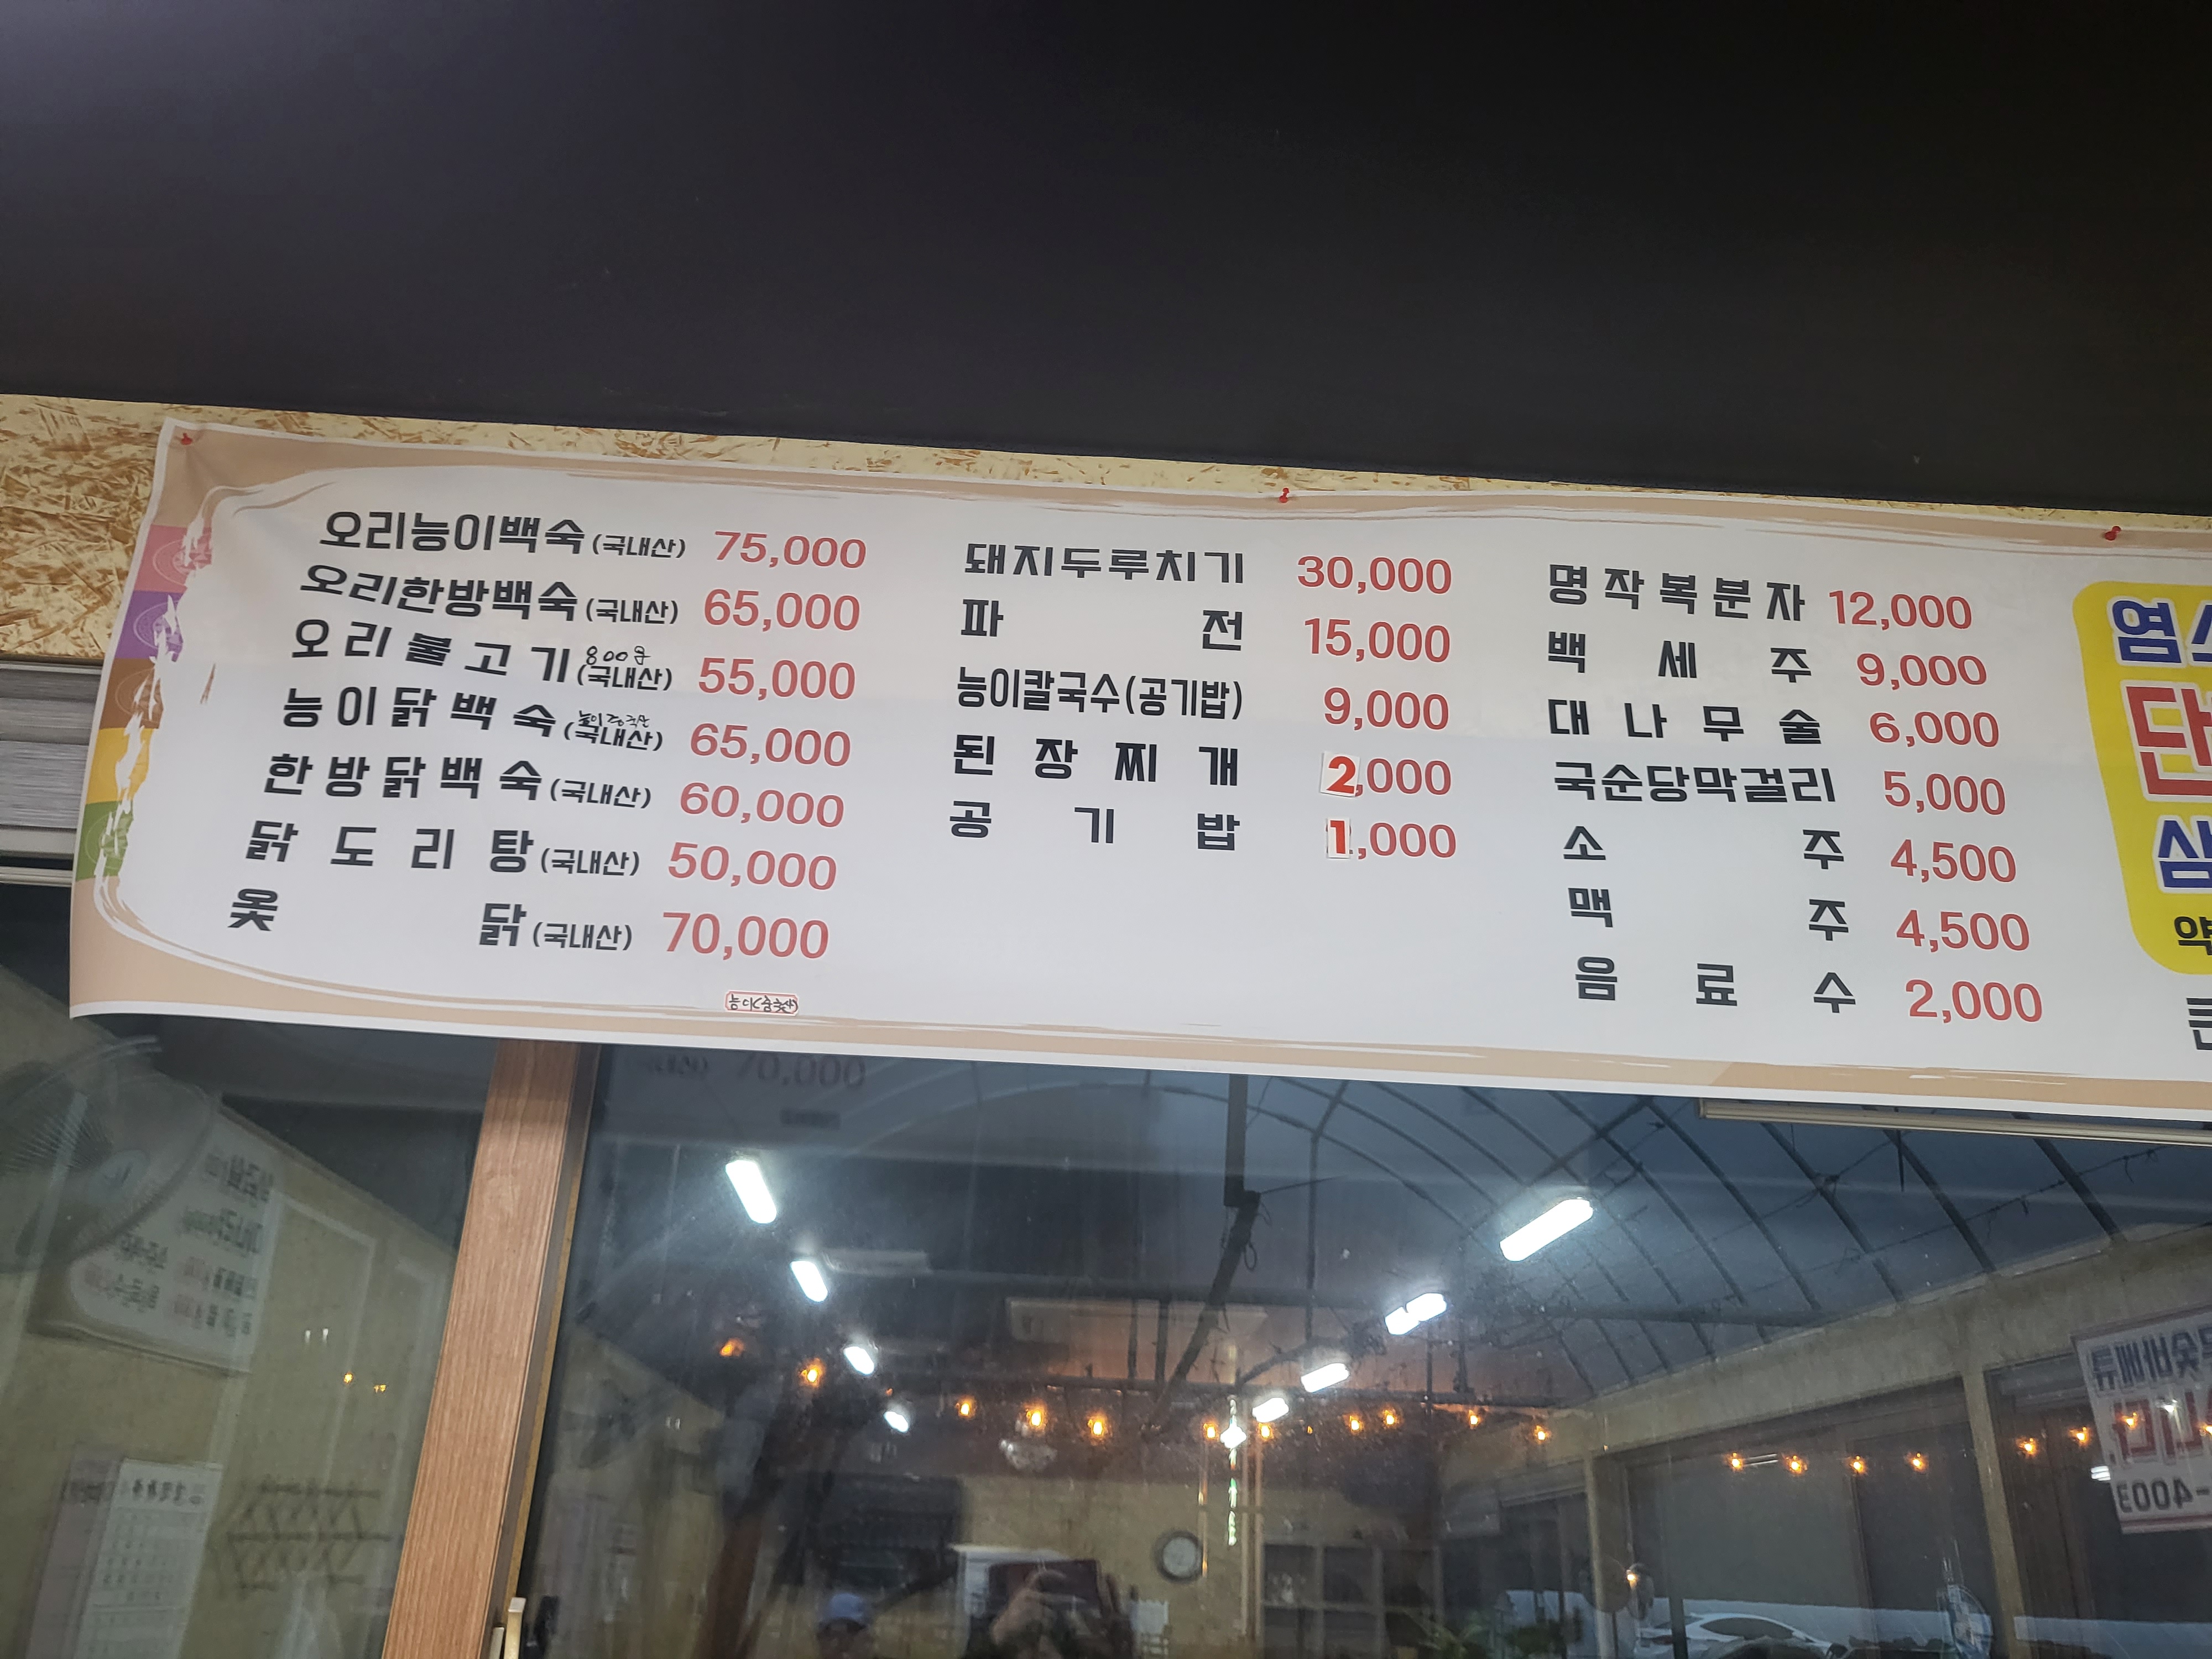 오리능이백숙(국내산) 75,000
오리한방백숙(국내산) 65,000
오리불고기 800g (국내산) 55,000
능이닭백숙 (국내산) 65,000
한방닭백숙(국내산) 60,000
닭도리탕(국내산) 50,000
옻닭(국내산) 70,000
돼지두루치기 30,000
파전 15,000
능이칼국수(공기밥) 9,000
된장찌개 2,000
공기밥 1,000
명작복분자 12,000
백세주 9,000
대나무술 6,000
국순당막걸리 5,000
소주 4,500
맥주 4,500
음료수 2,000
염
단
삼
약
70,000
-4003